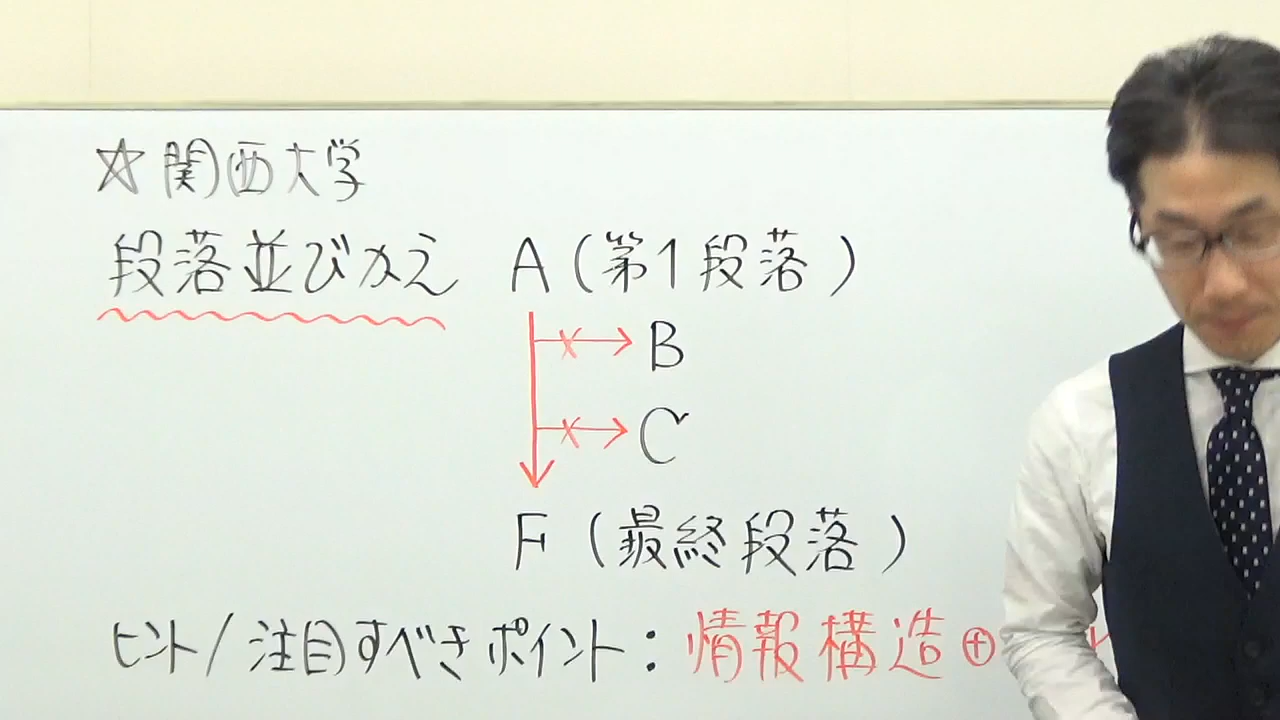 ☆関西大学
段落並びかえ A（第1段落）
B
C
F（最終段落）
ヒント/注目すべきポイント：情報構造⊕